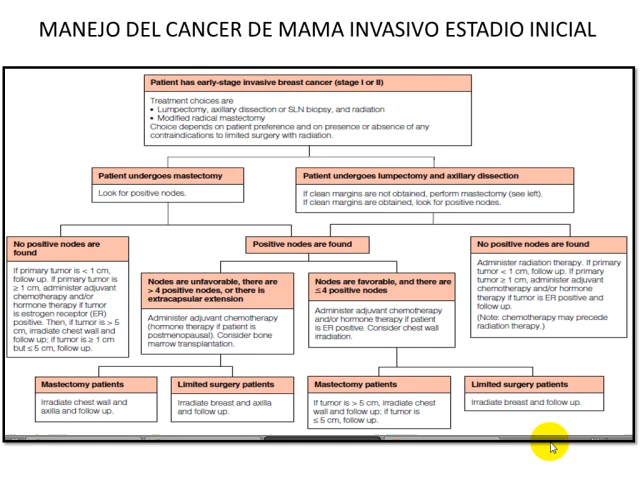 MANEJO DEL CANCER DE MAMA INVASIVO ESTADIO INICIAL
Patient has early-stage invasive breast cancer (stage I or II)
Treatment choices are
• Lumpectomy, axillary dissection or SLN biopsy, and radiation
• Modified radical mastectomy
Choice depends on patient preference and on presence or absence of any
contraindications to limited surgery with radiation.
Patient undergoes mastectomy
Look for positive nodes.
Patient undergoes lumpectomy and axillary dissection
If clean margins are not obtained, perform mastectomy (see left).
If clean margins are obtained, look for positive nodes.
No positive nodes are
found
If primary tumor is < 1 cm,
follow up. If primary tumor is
≥ 1 cm, administer adjuvant
chemotherapy and/or
hormone therapy if tumor
is estrogen receptor (ER)
positive. Then, if tumor is > 5
cm, irradiate chest wall and
follow up; if tumor is ≥ 1 cm
but ≤ 5 cm, follow up.
Positive nodes are found
Nodes are unfavorable, there are
> 4 positive nodes, or there is
extracapsular extension
Administer adjuvant chemotherapy
(hormone therapy if patient is
postmenopausal). Consider bone
marrow transplantation.
Nodes are favorable, and there are
≤ 4 positive nodes
Administer adjuvant chemotherapy
and/or hormone therapy if patient
is ER positive. Consider chest wall
irradiation.
No positive nodes are found
Administer radiation therapy. If primary
tumor < 1 cm, follow up. If primary
tumor ≥ 1 cm, administer adjuvant
chemotherapy and/or hormone
therapy if tumor is ER positive and
follow up.
(Note: chemotherapy may precede
radiation therapy.)
Mastectomy patients
Irradiate chest wall and
axilla and follow up.
Limited surgery patients
Irradiate breast and axilla
and follow up.
Mastectomy patients
If tumor is > 5 cm, irradiate chest
wall and follow up; if tumor is
≤ 5 cm, follow up.
Limited surgery patients
Irradiate breast and follow up.